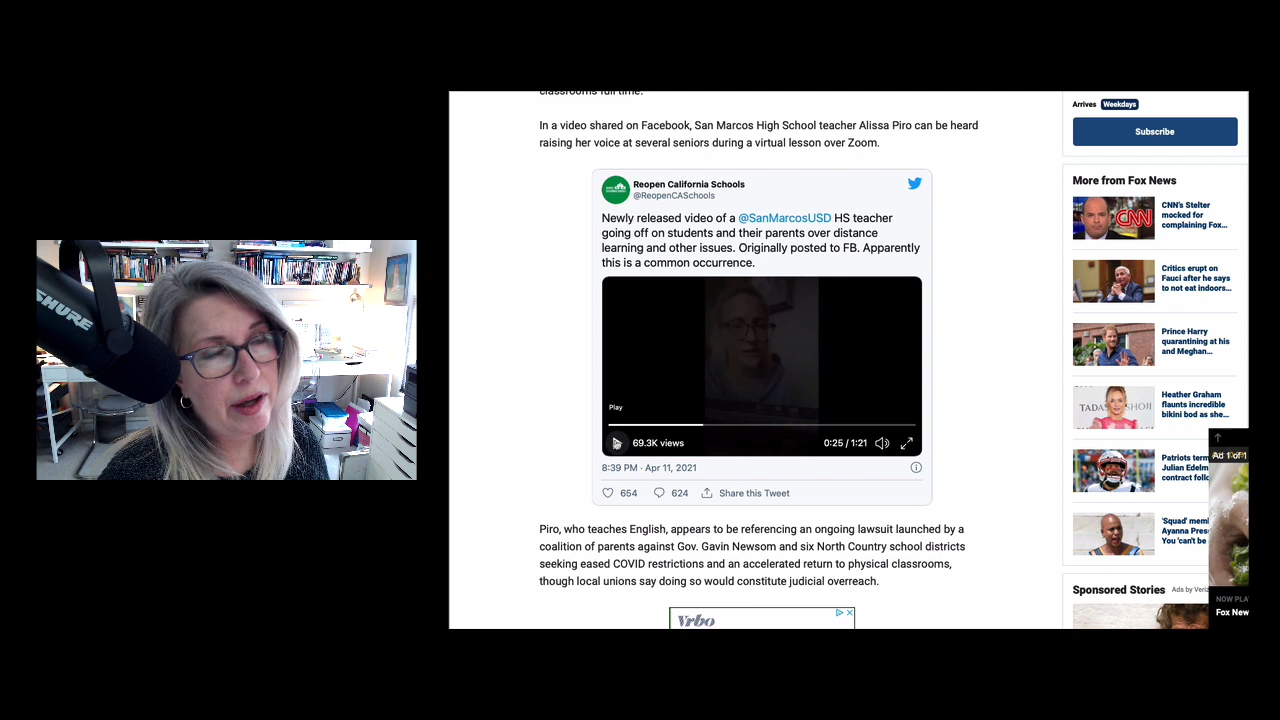 SHURE
classrooms full time.
In a video shared on Facebook, San Marcos High School teacher Alissa Piro can be heard
raising her voice at several seniors during a virtual lesson over Zoom.
Reopen California Schools
@ReopenCASchools
Newly released video of a @SanMarcosUSD HS teacher
going off on students and their parents over distance
learning and other issues. Originally posted to FB. Apparently
this is a common occurrence.
Play
69.3K views
0:25 / 1:21
8:39 PM · Apr 11, 2021
654
624
Share this Tweet
Piro, who teaches English, appears to be referencing an ongoing lawsuit launched by a
coalition of parents against Gov. Gavin Newsom and six North Country school districts
seeking eased COVID restrictions and an accelerated return to physical classrooms,
though local unions say doing so would constitute judicial overreach.
Vrbo
Arrives Weekdays
Subscribe
More from Fox News
CNN
CNN's Stelter
mocked for
complaining Fox...
Critics erupt on
Fauci after he says
to not eat indoors...
Prince Harry
quarantining at his
and Meghan...
TADASHI SHOJI
Heather Graham
flaunts incredible
bikini bod as she...
Patriots term
Julian Edelm
contract follo
'Squad' mem
Ayanna Pres
You 'can't be
Ad 1 of 1
Sponsored Stories
Ads by Veriz
NOW PLA
Fox New